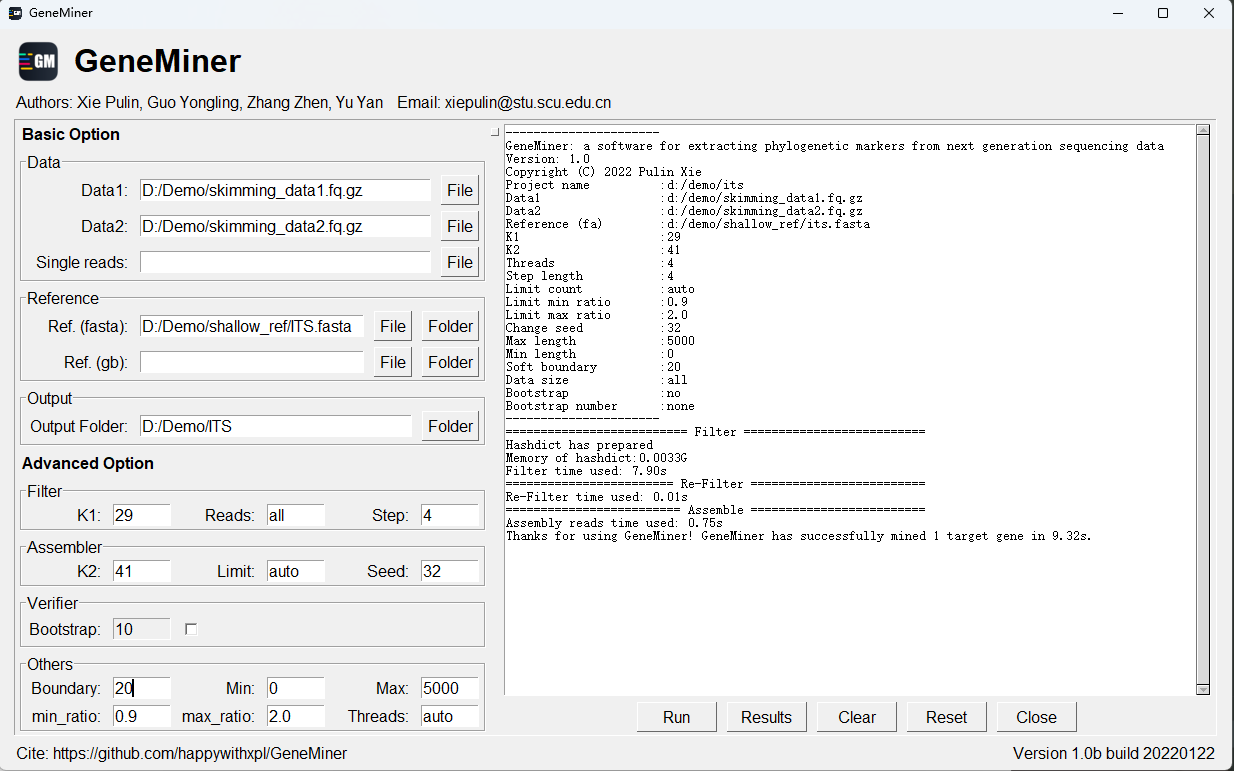 GeneMiner
GM GeneMiner
Authors: Xie Pulin, Guo Yongling, Zhang Zhen, Yu Yan Email: xiepulin@stu.scu.edu.cn
Basic Option
Data
Data1: D:/Demo/skimming_data1.fq.gz File
Data2: D:/Demo/skimming_data2.fq.gz File
Single reads: File
Reference
Ref. (fasta): D:/Demo/shallow_ref/ITS.fasta File Folder
Ref. (gb): File Folder
Output
Output Folder: D:/Demo/ITS Folder
Advanced Option
Filter
K1: 29 Reads: all Step: 4
Assembler
K2: 41 Limit: auto Seed: 32
Verifier
Bootstrap: 10
Others
Boundary: 20 Min: 0 Max: 5000
min_ratio: 0.9 max_ratio: 2.0 Threads: auto
----------------------
GeneMiner: a software for extracting phylogenetic markers from next generation sequencing data
Version: 1.0
Copyright (C) 2022 Pulin Xie
Project name :d:/demo/its
Data1 :d:/demo/skimming_data1.fq.gz
Data2 :d:/demo/skimming_data2.fq.gz
Reference (fa) :d:/demo/shallow_ref/its.fasta
K1 :29
K2 :41
Threads :4
Step length :4
Limit count :auto
Limit min ratio :0.9
Limit max ratio :2.0
Change seed :32
Max length :5000
Min length :0
Soft boundary :20
Data size :all
Bootstrap :no
Bootstrap number :none
----------------------
========================== Filter ==========================
Hashdict has prepared
Memory of hashdict:0.0033G
Filter time used: 7.90s
======================== Re-Filter =========================
Re-Filter time used: 0.01s
========================= Assemble =========================
Assembly reads time used: 0.75s
Thanks for using GeneMiner! GeneMiner has successfully mined 1 target gene in 9.32s.
Run Results Clear Reset Close
Cite: https://github.com/happywithxpl/GeneMiner
Version 1.0b build 20220122